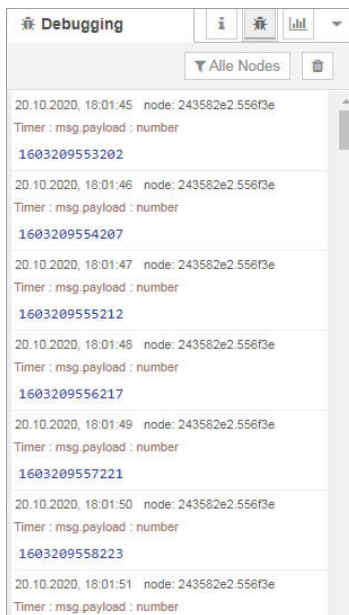 Debugging
i
Alle Nodes
20.10.2020, 18:01:45 node: 243582e2.556f3e
Timer : msg.payload : number
1603209553202
20.10.2020, 18:01:46 node: 243582e2.556f3e
Timer : msg.payload : number
1603209554207
20.10.2020, 18:01:47 node: 243582e2.556f3e
Timer : msg.payload : number
1603209555212
20.10.2020, 18:01:48 node: 243582e2.556f3e
Timer : msg.payload : number
1603209556217
20.10.2020, 18:01:49 node: 243582e2.556f3e
Timer : msg.payload : number
1603209557221
20.10.2020, 18:01:50 node: 243582e2.556f3e
Timer : msg.payload : number
1603209558223
20.10.2020, 18:01:51 node: 243582e2.556f3e
Timer : msg.payload : number